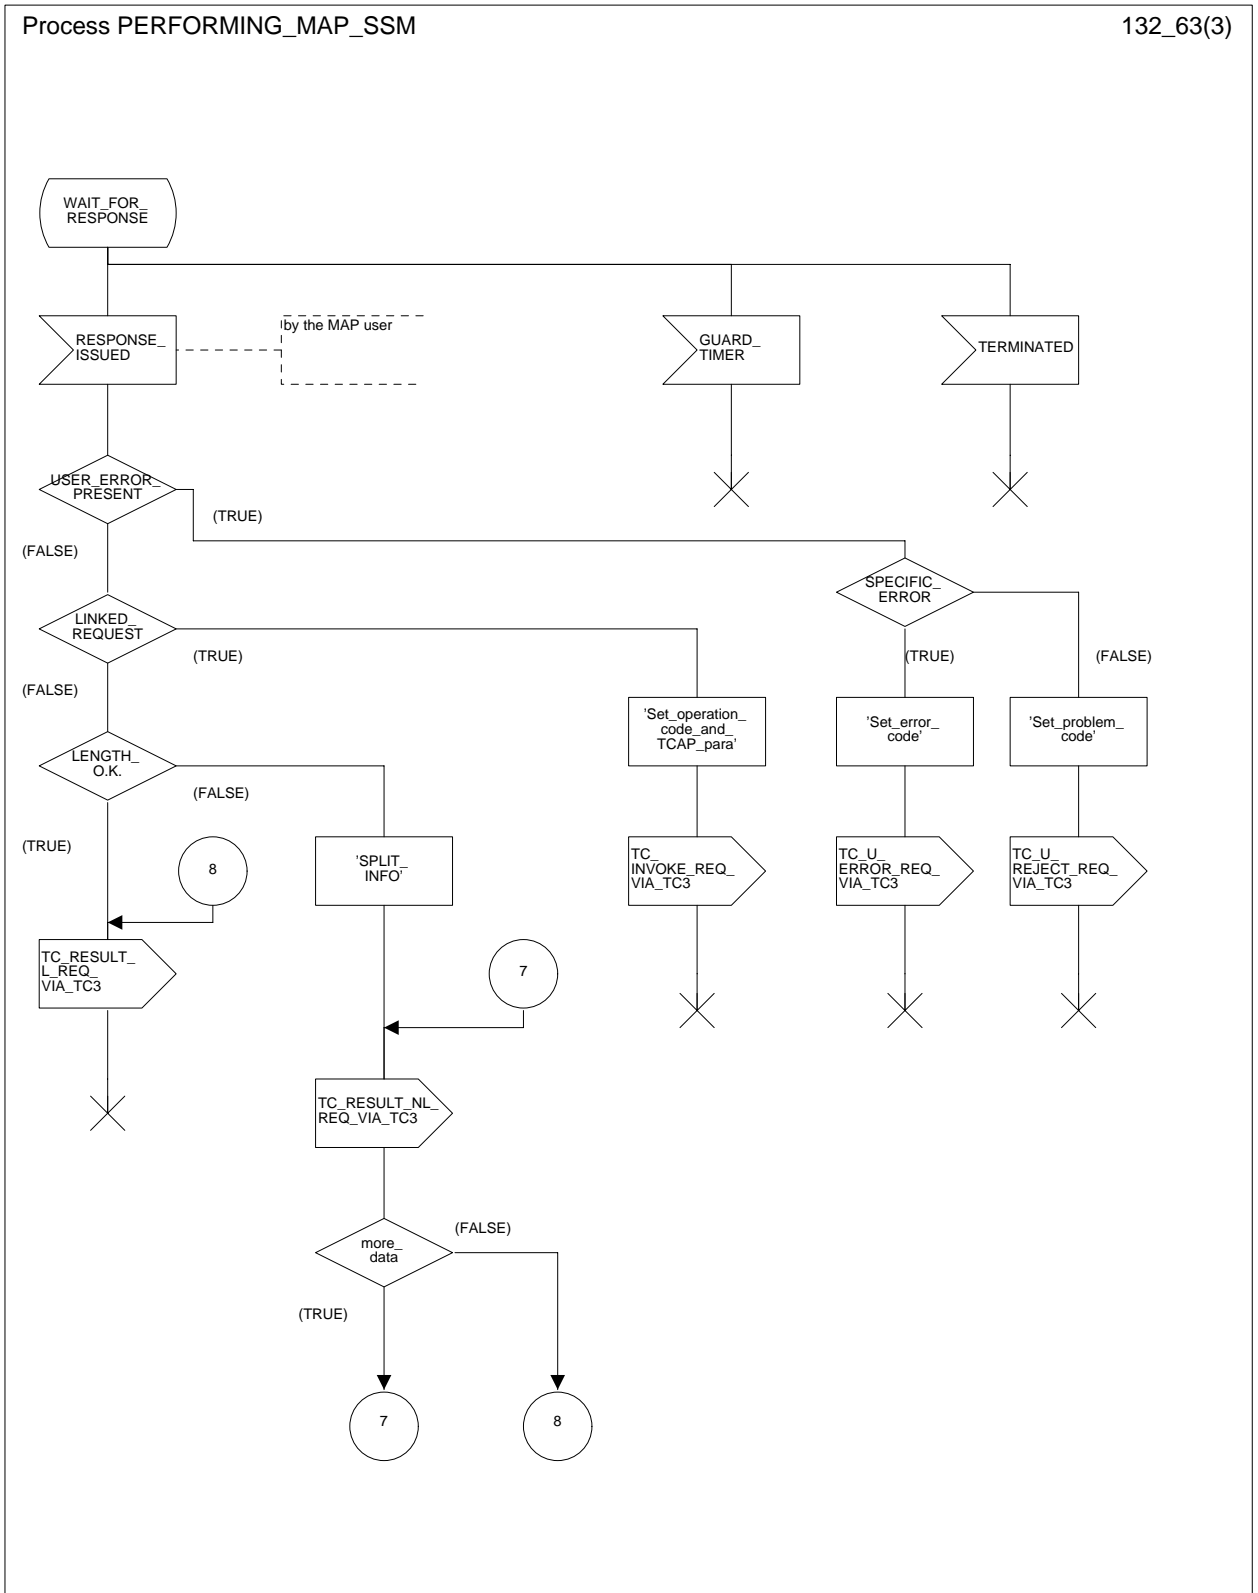 Process PERFORMING_MAP_SSM
132_63(3)
WAIT_FOR_
RESPONSE
RESPONSE_
ISSUED
by the MAP user
GUARD_
TIMER
TERMINATED
USER_ERROR_
PRESENT
(TRUE)
(FALSE)
SPECIFIC_
ERROR
LINKED_
REQUEST
(TRUE)
(TRUE)
(FALSE)
(FALSE)
'Set_operation_
code_and_
TCAP_para'
'Set_error_
code'
'Set_problem_
code'
LENGTH_
O.K.
(FALSE)
(TRUE)
8
'SPLIT_
INFO'
TC_
INVOKE_REQ_
VIA_TC3
TC_U_
ERROR_REQ_
VIA_TC3
TC_U_
REJECT_REQ_
VIA_TC3
TC_RESULT_
L_REQ_
VIA_TC3
7
TC_RESULT_NL_
REQ_VIA_TC3
more_
data
(FALSE)
(TRUE)
7
8